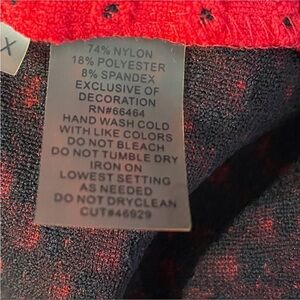 X
74% NYLON
18% POLYESTER
8% SPANDEX
EXCLUSIVE OF
DECORATION
RN#66464
HAND WASH COLD
WITH LIKE COLORS
DO NOT BLEACH
DO NOT TUMBLE DRY
IRON ON
LOWEST SETTING
AS NEEDED
DO NOT DRYCLEAN
CUT#46929